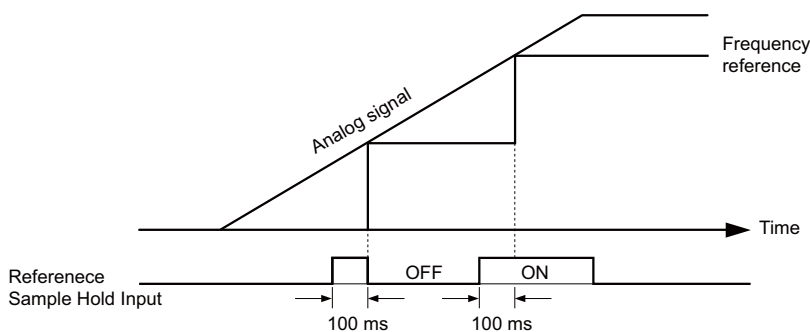 Frequency
reference
Analog signal
Time
Referenece
Sample Hold Input
OFF
ON
100 ms
100 ms